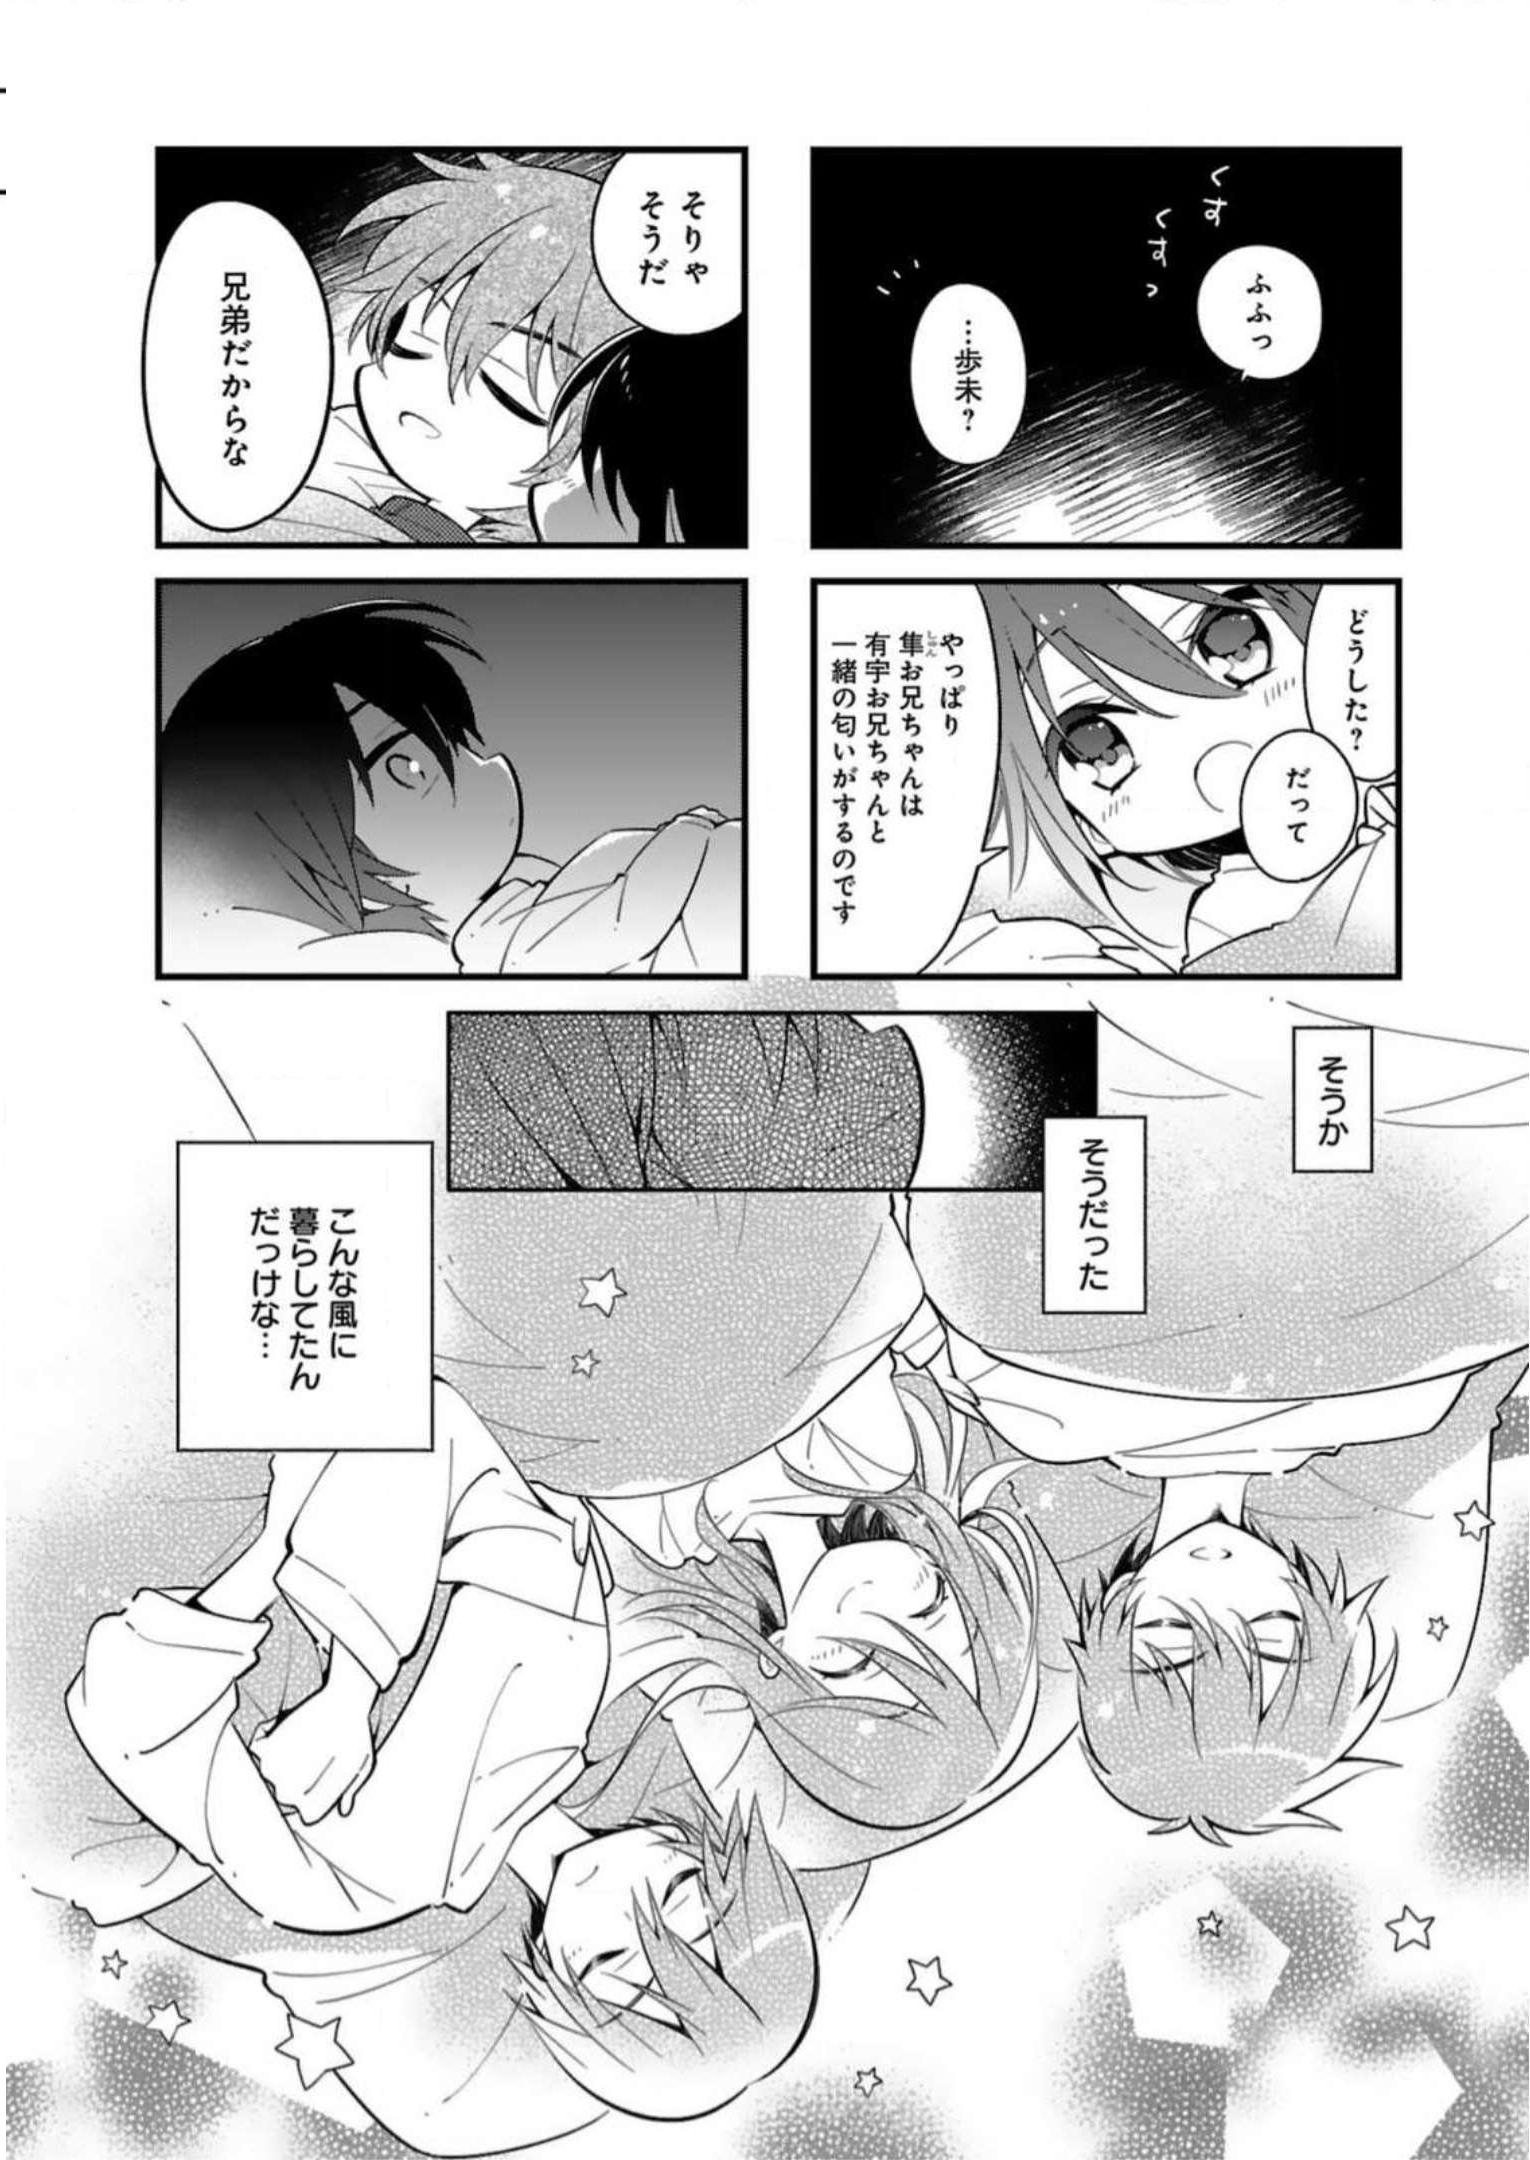 くす
くすっ
ふふっ
…歩未?
どうした?
だって
やっぱり
隼お兄ちゃんは
しゅん
有宇お兄ちゃんと
一緒の匂いがするのです
そりゃ
そうだ
兄弟だからな
そうか
そうだった
こんな風に
暮らしてたん
だっけな…